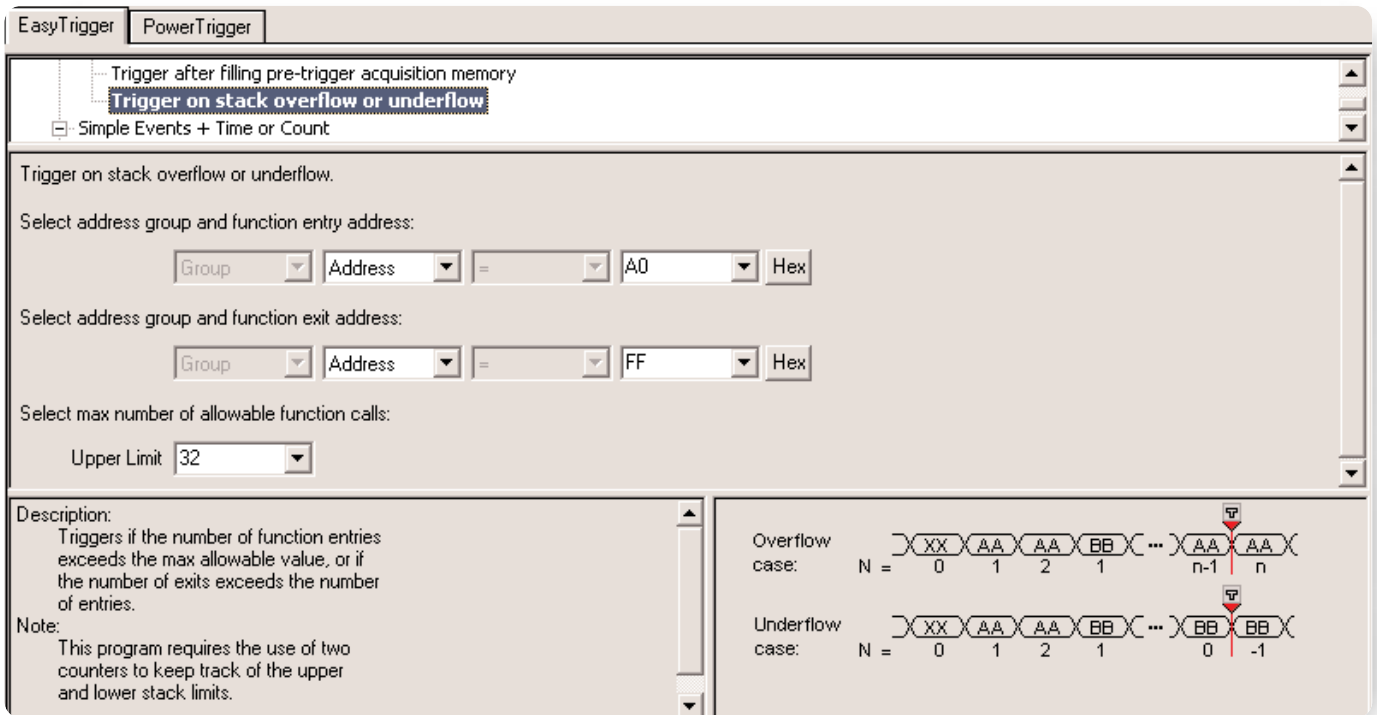 EasyTrigger PowerTrigger
Trigger after filling pre-trigger acquisition memory
Trigger on stack overflow or underflow
Simple Events + Time or Count
Trigger on stack overflow or underflow.
Select address group and function entry address:
Group Address = A0 Hex
Select address group and function exit address:
Group Address = FF Hex
Select max number of allowable function calls:
Upper Limit 32
Description:
Triggers if the number of function entries
exceeds the max allowable value, or if
the number of exits exceeds the number
of entries.
Note:
This program requires the use of two
counters to keep track of the upper
and lower stack limits.
T
Overflow XX AA AA BB ... AA AA
case: N = 0 1 2 1 n-1 n
T
Underflow XX AA AA BB ... BB BB
case: N = 0 1 2 1 0 -1